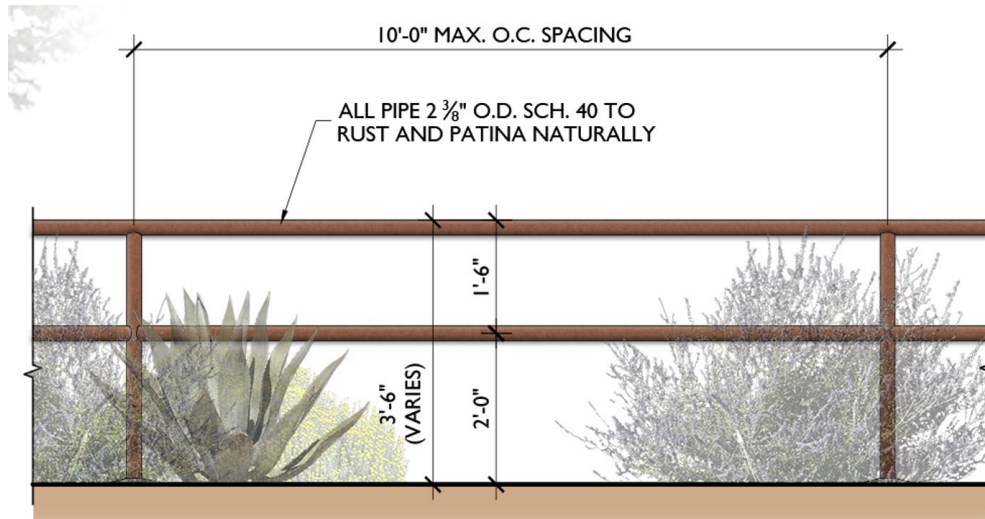 10'-0" MAX. O.C. SPACING
ALL PIPE 2 3/8" O.D. SCH. 40 TO
RUST AND PATINA NATURALLY
1'-6"
3'-6"
(VARIES)
2'-0"